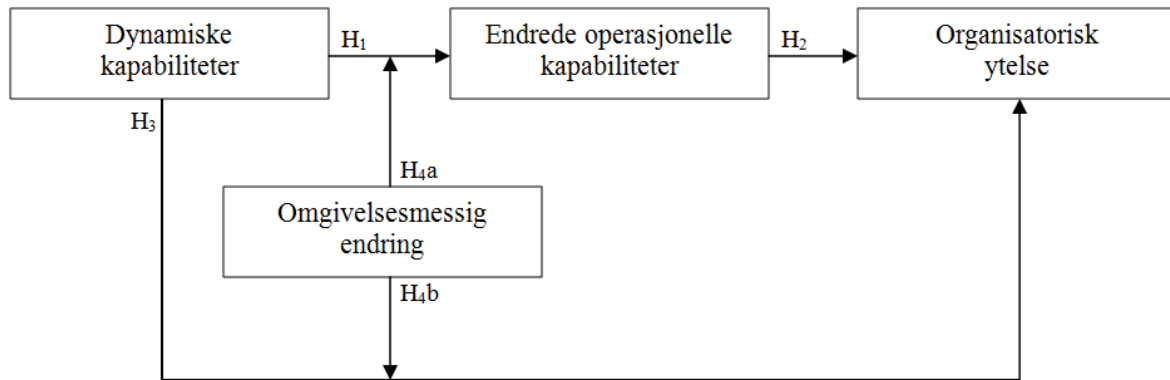 Dynamiske
kapabiliteter
H₁
Endrede operasjonelle
kapabiliteter
H₂
Organisatorisk
ytelse
H₃
H₄a
Omgivelsesmessig
endring
H₄b